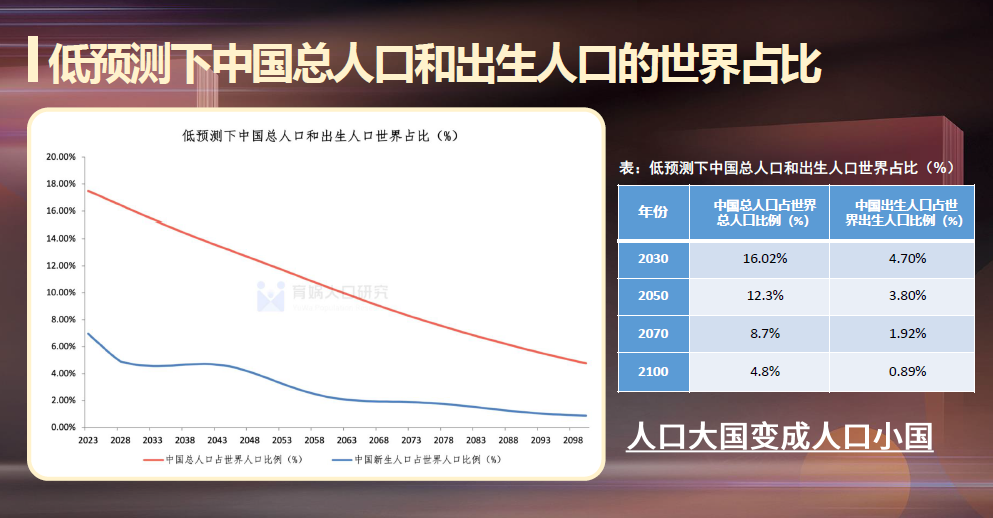 低预测下中国总人口和出生人口的世界占比
低预测下中国总人口和出生人口世界占比（%）
20.00%
18.00%
16.00%
14.00%
12.00%
10.00%
8.00%
6.00%
4.00%
2.00%
0.00%
2023 2028 2033 2038 2043 2048 2053 2058 2063 2068 2073 2078 2083 2088 2093 2098
中国总人口占世界人口比例（%） 中国新生人口占世界人口比例（%）
育娲人口研究
表：低预测下中国总人口和出生人口世界占比（%）
年份 中国总人口占世界 中国出生人口占世
总人口比例（%） 界出生人口比例（%）
2030 16.02% 4.70%
2050 12.3% 3.80%
2070 8.7% 1.92%
2100 4.8% 0.89%
人口大国变成人口小国